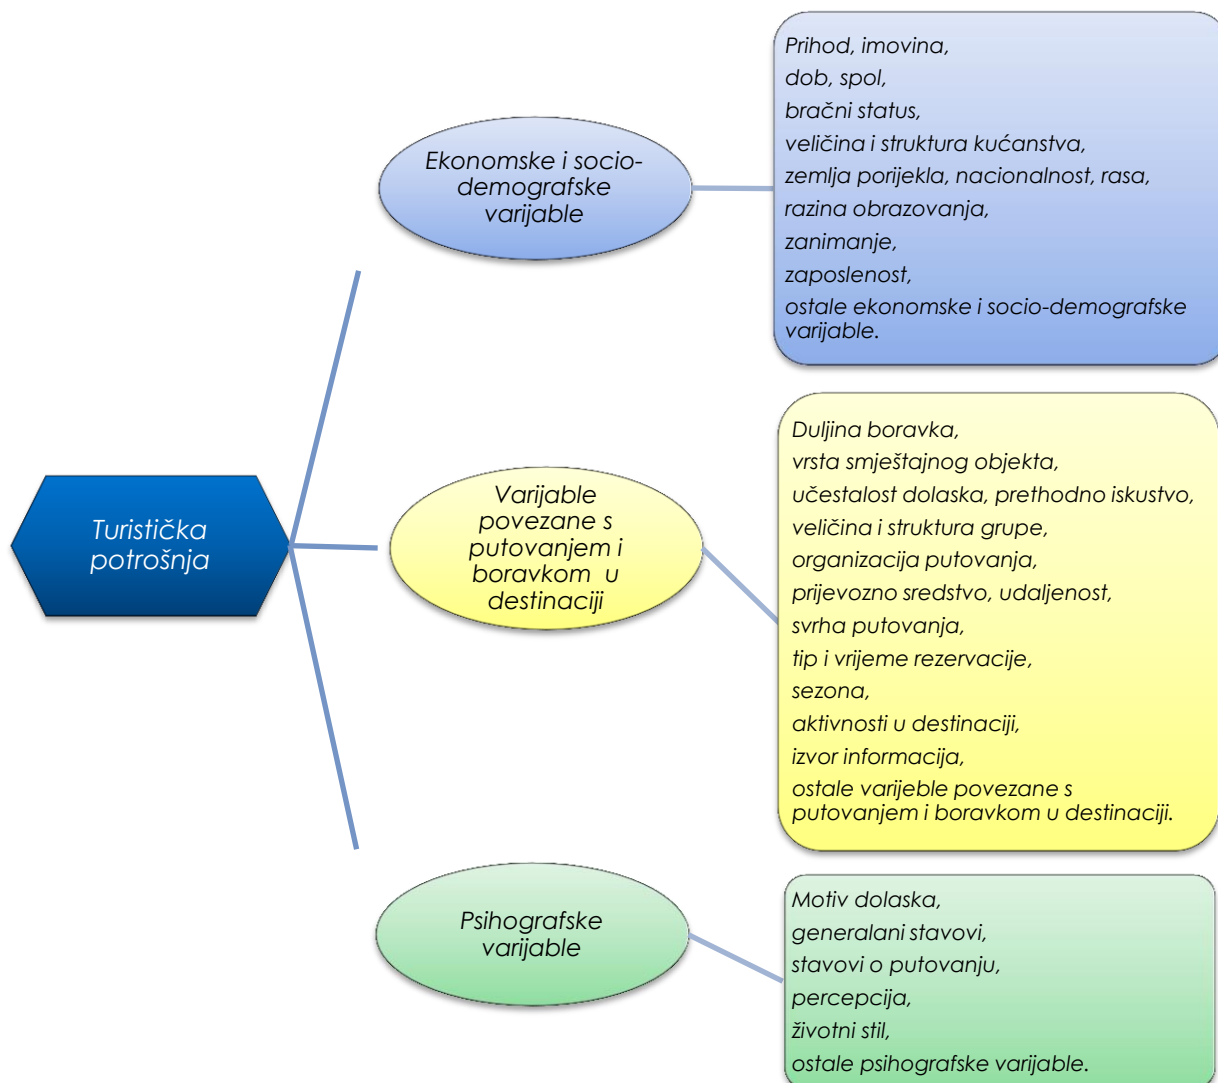 Turistička
potrošnja
Ekonomske i socio-
demografske
varijable
Prihod, imovina,
dob, spol,
bračni status,
veličina i struktura kućanstva,
zemlja porijekla, nacionalnost, rasa,
razina obrazovanja,
zanimanje,
zaposlenost,
ostale ekonomske i socio-demografske
varijable.
Varijable
povezane s
putovanjem i
boravkom u
destinaciji
Duljina boravka,
vrsta smještajnog objekta,
učestalost dolaska, prethodno iskustvo,
veličina i struktura grupe,
organizacija putovanja,
prijevozno sredstvo, udaljenost,
svrha putovanja,
tip i vrijeme rezervacije,
sezona,
aktivnosti u destinaciji,
izvor informacija,
ostale varijeble povezane s
putovanjem i boravkom u destinaciji.
Psihografske
varijable
Motiv dolaska,
generalani stavovi,
stavovi o putovanju,
percepcija,
životni stil,
ostale psihografske varijable.